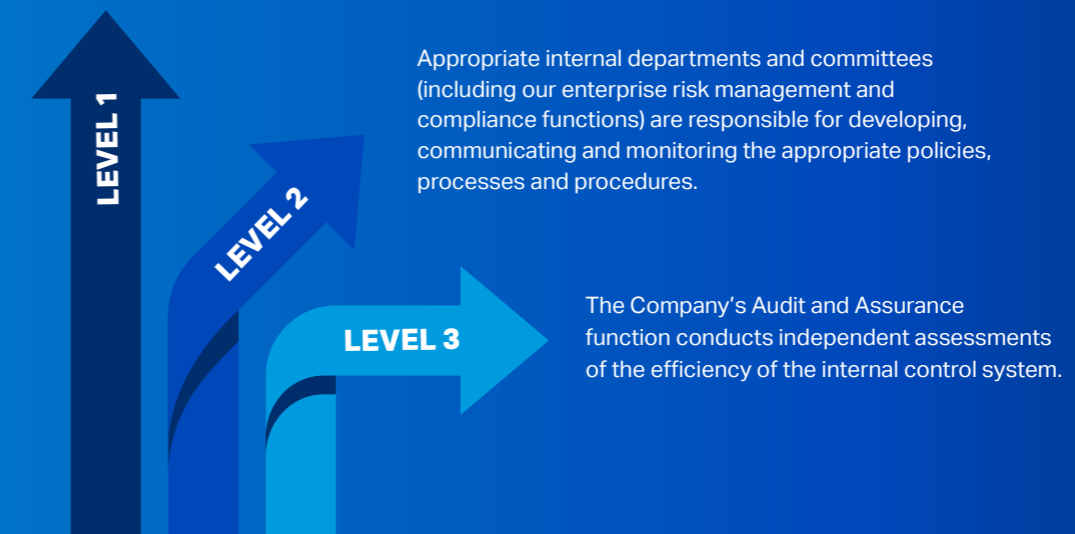 LEVEL 1
Appropriate internal departments and committees
(including our enterprise risk management and
compliance functions) are responsible for developing,
communicating and monitoring the appropriate policies,
processes and procedures.
LEVEL 2
The Company’s Audit and Assurance
function conducts independent assessments
of the efficiency of the internal control system.
LEVEL 3